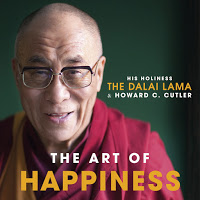 HIS HOLINESS
THE DALAI LAMA
& HOWARD C. CUTLER
THE ART OF
HAPPINESS